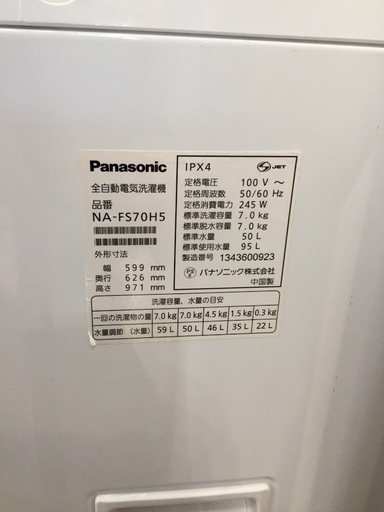 Panasonic
全自動電気洗濯機
品番
NA-FS70H5
外形寸法
幅 599 mm
奥行 626 mm
高さ 971 mm
IPX4
JET
定格電圧 100 V ～
定格周波数 50/60 Hz
定格消費電力 245 W
標準洗濯容量 7.0 kg
標準脱水容量 7.0 kg
標準水量 50 L
標準使用水量 95 L
製造番号 1343600923
パナソニック株式会社
中国製
洗濯容量、水量の目安
一回の洗濯物の量 7.0 kg 7.0 kg 4.5 kg 1.5 kg 0.3 kg
水量調節（水量） 59 L 50 L 46 L 35 L 22 L